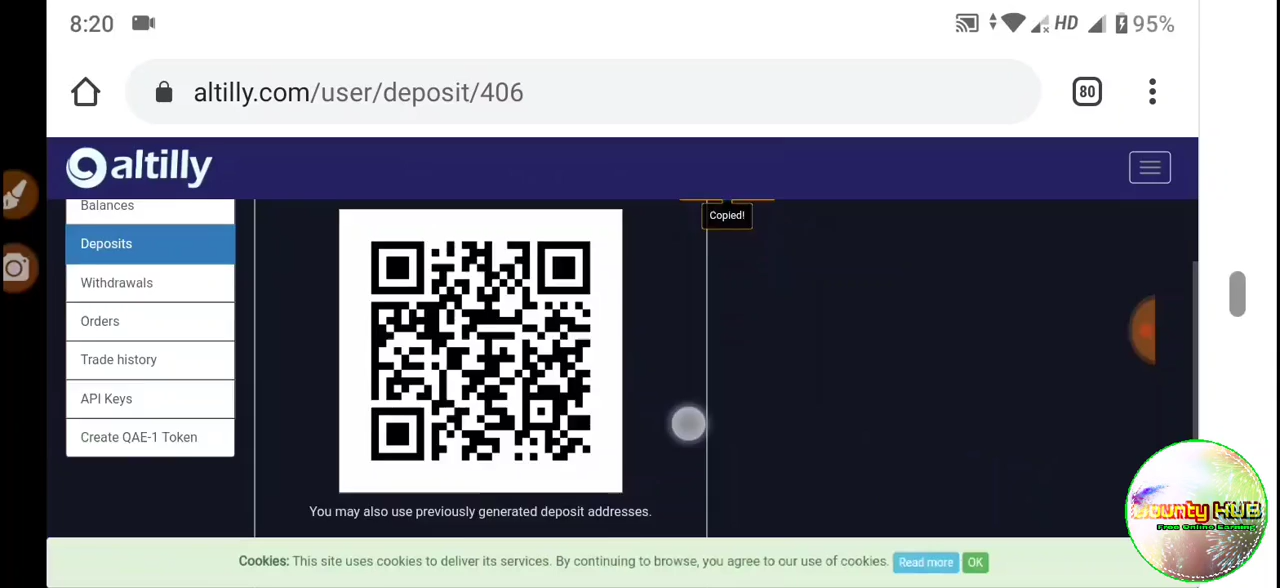 8:20
HD
95%
altilly.com/user/deposit/406
80
altilly
Balances
Copied!
Deposits
Withdrawals
Orders
Trade history
API Keys
Create QAE-1 Token
You may also use previously generated deposit addresses.
Bounty HUB
Free Online Earning
Cookies: This site uses cookies to deliver its services. By continuing to browse, you agree to our use of cookies. Read more OK